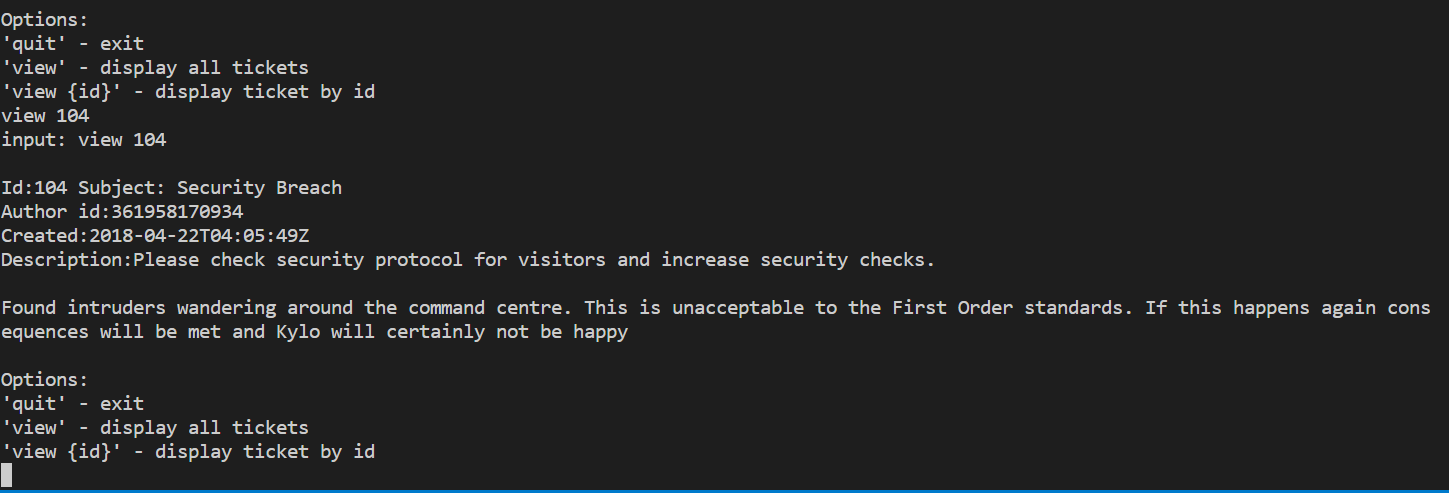 Options:
'quit' - exit
'view' - display all tickets
'view {id}' - display ticket by id
view 104
input: view 104
Id:104 Subject: Security Breach
Author id:361958170934
Created:2018-04-22T04:05:49Z
Description:Please check security protocol for visitors and increase security checks.
Found intruders wandering around the command centre. This is unacceptable to the First Order standards. If this happens again cons
equences will be met and Kylo will certainly not be happy
Options:
'quit' - exit
'view' - display all tickets
'view {id}' - display ticket by id